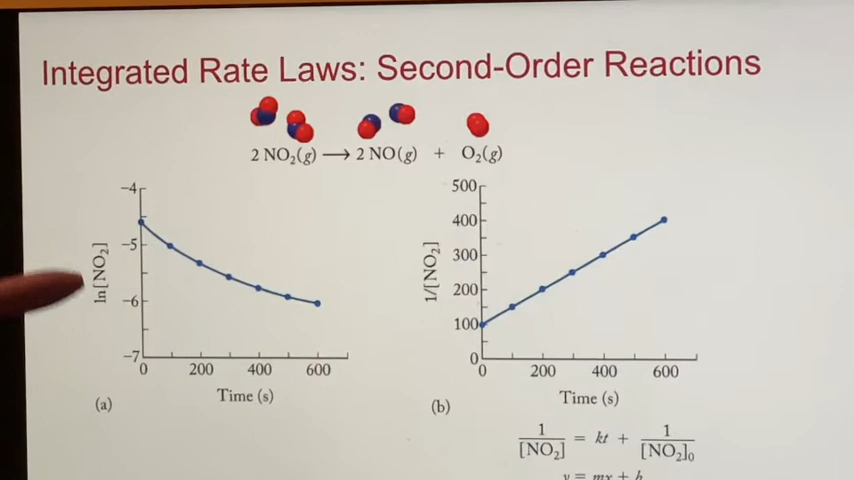 Integrated Rate Laws: Second-Order Reactions
2 NO₂(g) ⟶ 2 NO(g) + O₂(g)
−4
−5
−6
−7
ln[NO₂]
0 200 400 600
Time (s)
(a)
500
400
300
200
100
0
1/[NO₂]
0 200 400 600
Time (s)
(b)
1/[NO₂] = kt + 1/[NO₂]₀
y = mx + b